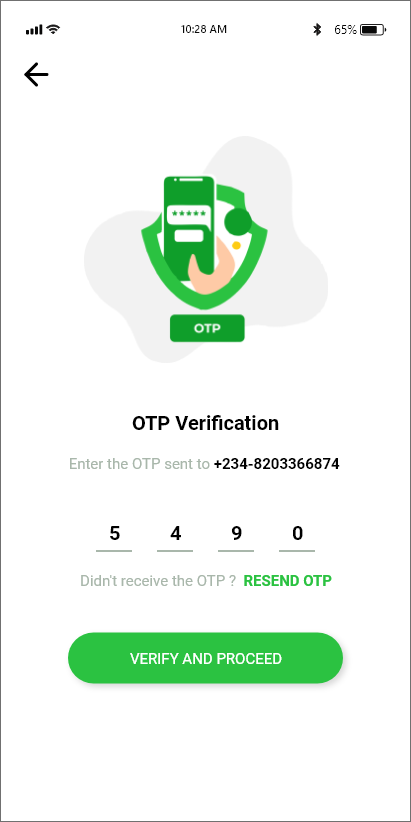 10:28 AM 65%
*****
OTP
OTP Verification
Enter the OTP sent to +234-8203366874
5 4 9 0
Didn't receive the OTP ? RESEND OTP
VERIFY AND PROCEED